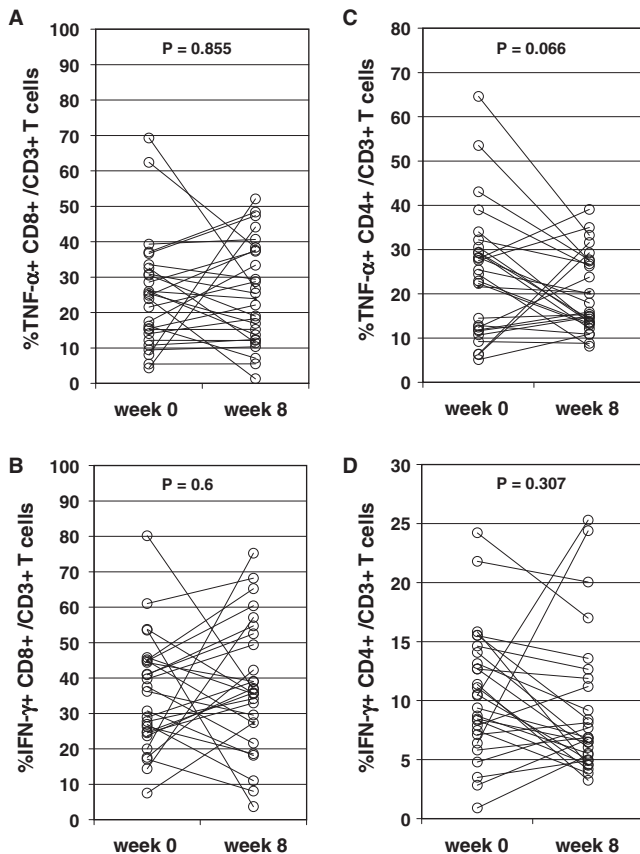 A
%TNF-α+ CD8+ /CD3+ T cells
P = 0.855
100
90
80
70
60
50
40
30
20
10
0
week 0 week 8
C
%TNF-α+ CD4+ /CD3+ T cells
P = 0.066
80
70
60
50
40
30
20
10
0
week 0 week 8
B
%IFN-γ+ CD8+ /CD3+ T cells
P = 0.6
100
90
80
70
60
50
40
30
20
10
0
week 0 week 8
D
%IFN-γ+ CD4+ /CD3+ T cells
P = 0.307
30
25
20
15
10
5
0
week 0 week 8